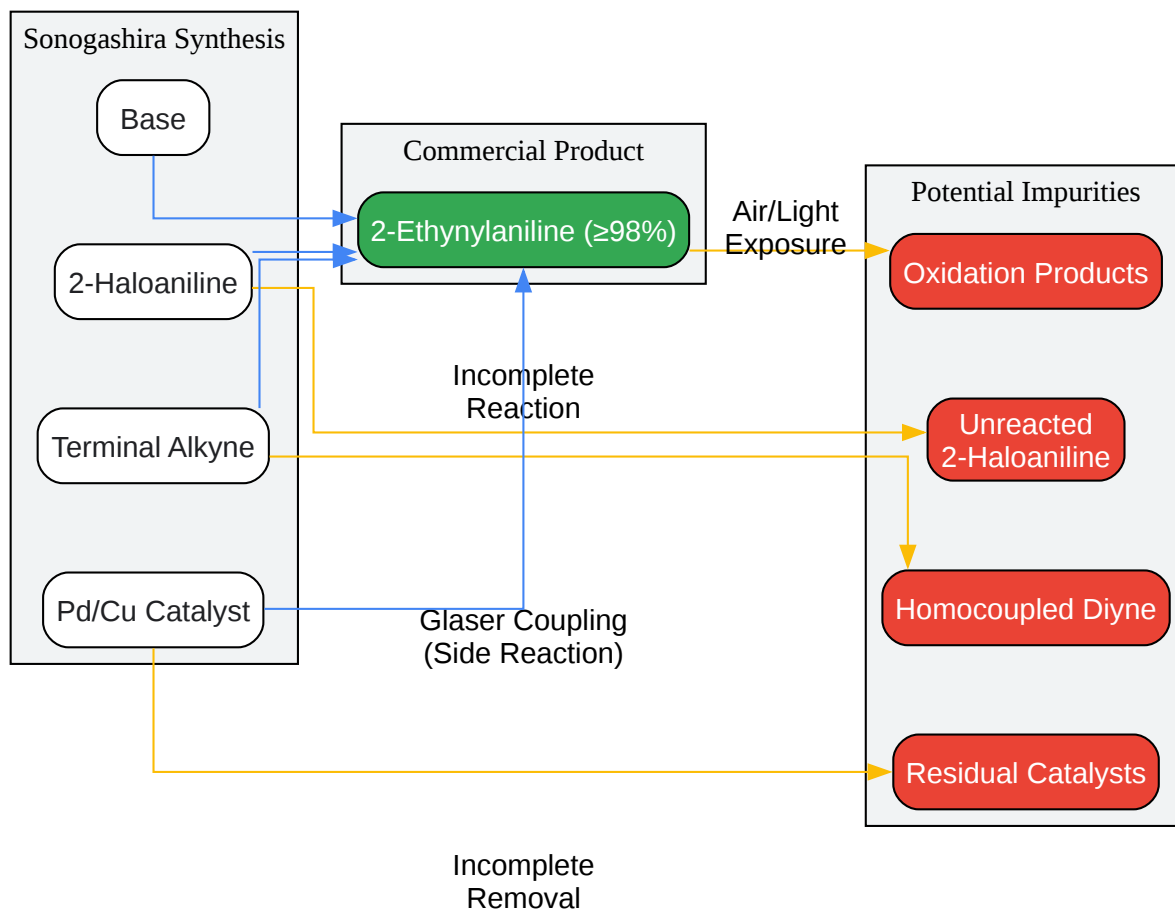 Sonogashira Synthesis
Base
2-Haloaniline
Terminal Alkyne
Pd/Cu Catalyst
Commercial Product
2-Ethynylaniline (≥98%)
Air/Light
Exposure
Incomplete
Reaction
Glaser Coupling
(Side Reaction)
Incomplete
Removal
Potential Impurities
Oxidation Products
Unreacted
2-Haloaniline
Homocoupled Diyne
Residual Catalysts